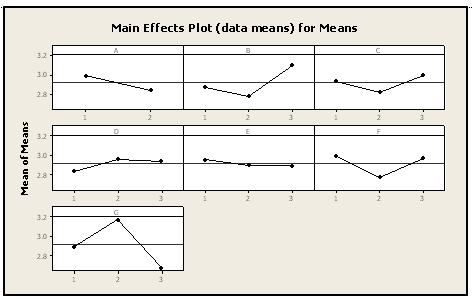 Main Effects Plot (data means) for Means
A B C
3.2
3.0
2.8
1 2 1 2 3 1 2 3
D E F
3.2
3.0
2.8
1 2 3 1 2 3 1 2 3
G
3.2
3.0
2.8
1 2 3
Mean of Means